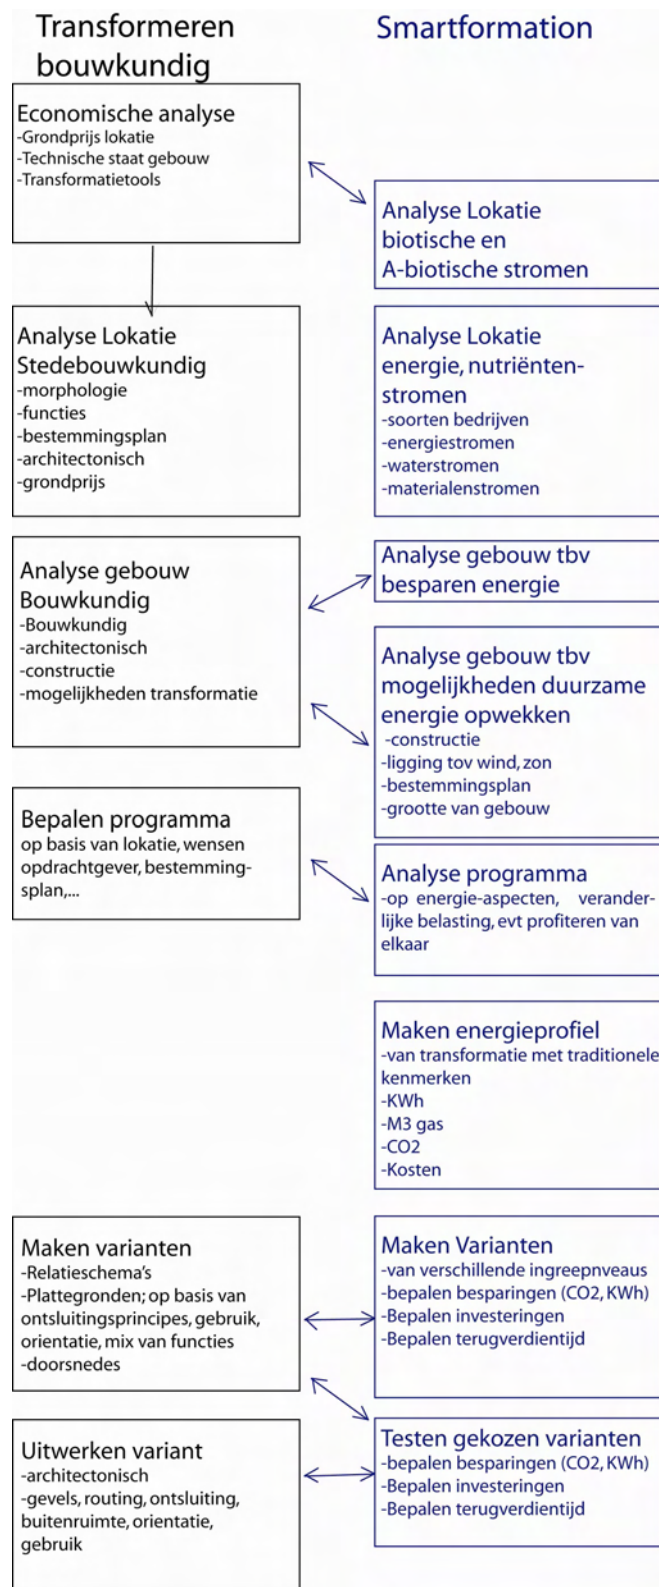 Transformeren
bouwkundig
Smartformation
Economische analyse
-Grondprijs lokatie
-Technische staat gebouw
-Transformatietools
Analyse Lokatie
biotische en
A-biotische stromen
Analyse Lokatie
Stedebouwkundig
-morphologie
-functies
-bestemmingsplan
-architectonisch
-grondprijs
Analyse Lokatie
energie, nutriënten-
stromen
-soorten bedrijven
-energiestromen
-waterstromen
-materialenstromen
Analyse gebouw
Bouwkundig
-Bouwkundig
-architectonisch
-constructie
-mogelijkheden transformatie
Analyse gebouw tbv
besparen energie
Analyse gebouw tbv
mogelijkheden duurzame
energie opwekken
-constructie
-ligging tov wind, zon
-bestemmingsplan
-grootte van gebouw
Bepalen programma
op basis van lokatie, wensen
opdrachtgever, bestemmings-
plan,...
Analyse programma
-op energie-aspecten, verander-
lijke belasting, evt profiteren van
elkaar
Maken energieprofiel
-van transformatie met traditionele
kenmerken
-KWh
-M3 gas
-CO2
-Kosten
Maken varianten
-Relatieschema's
-Plattegronden; op basis van
ontsluitingsprincipes, gebruik,
orientatie, mix van functies
-doorsnedes
Maken Varianten
-van verschillende ingreepnveaus
-bepalen besparingen (CO2, KWh)
-Bepalen investeringen
-Bepalen terugverdientijd
Uitwerken variant
-architectonisch
-gevels, routing, ontsluiting,
buitenruimte, orientatie,
gebruik
Testen gekozen varianten
-bepalen besparingen (CO2, KWh)
-Bepalen investeringen
-Bepalen terugverdientijd